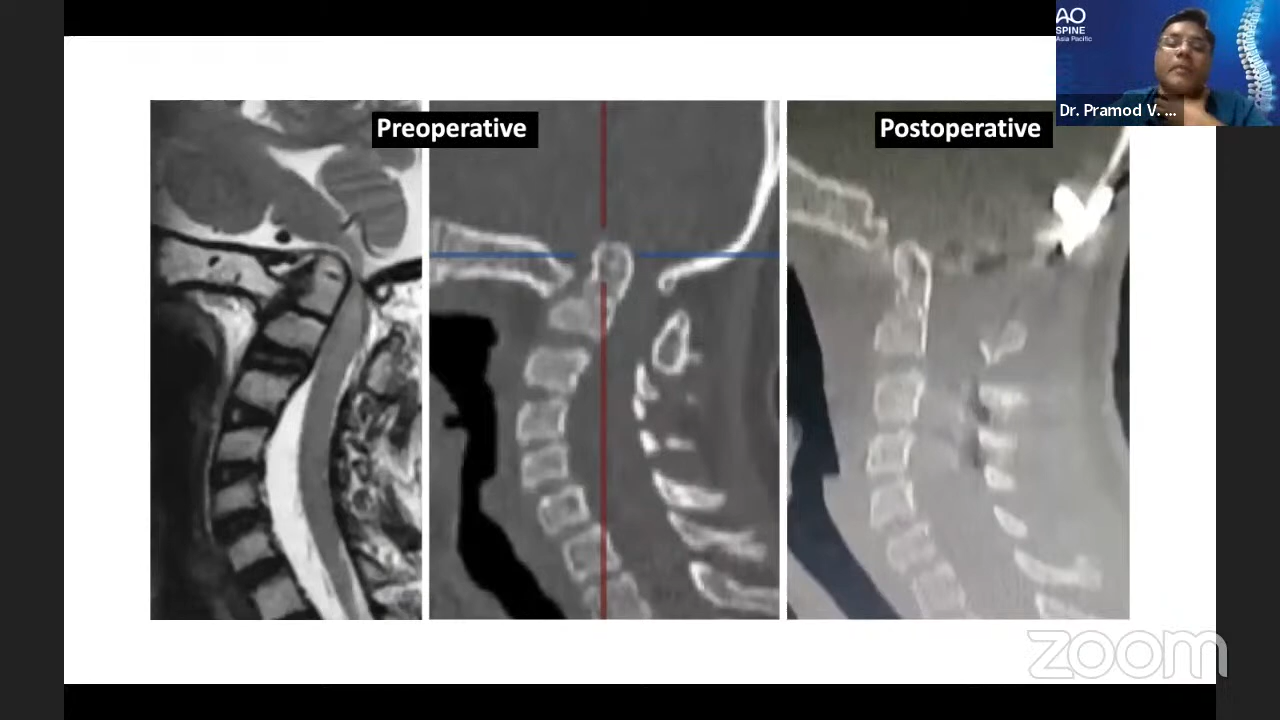 AO
SPINE
Asia Pacific
Preoperative
Postoperative
Dr. Pramod V. ...
zoom